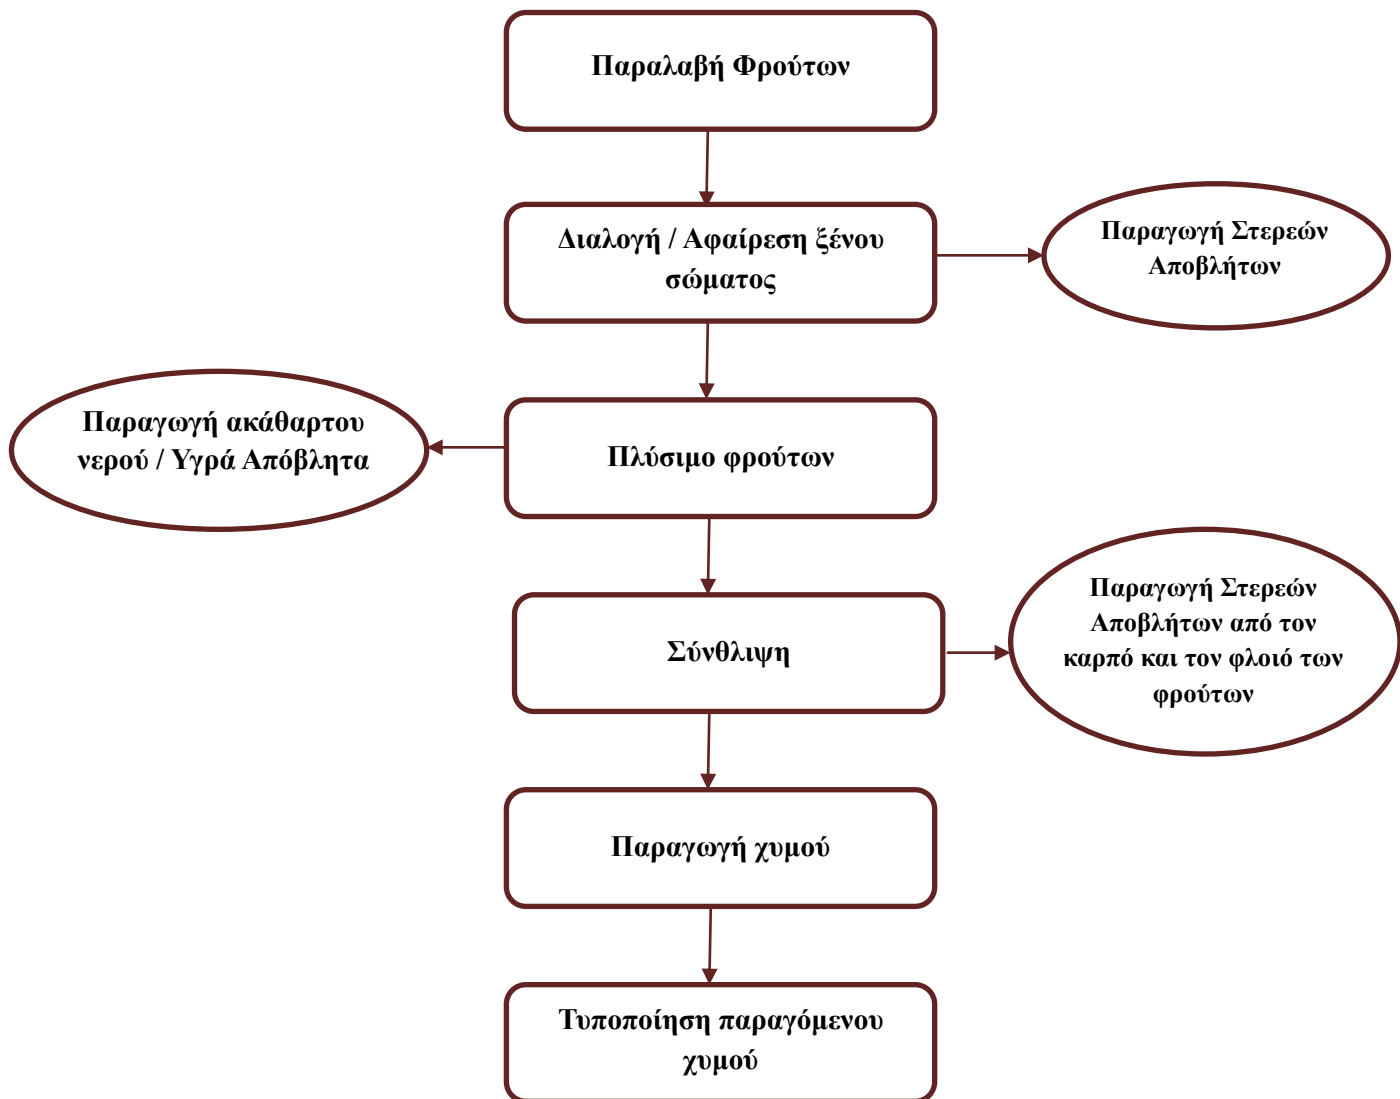 Παραλαβή Φρούτων
Διαλογή / Αφαίρεση ξένου
σώματος
Παραγωγή Στερεών
Αποβλήτων
Παραγωγή ακάθαρτου
νερού / Υγρά Απόβλητα
Πλύσιμο φρούτων
Σύνθλιψη
Παραγωγή Στερεών
Αποβλήτων από τον
καρπό και τον φλοιό των
φρούτων
Παραγωγή χυμού
Τυποποίηση παραγόμενου
χυμού